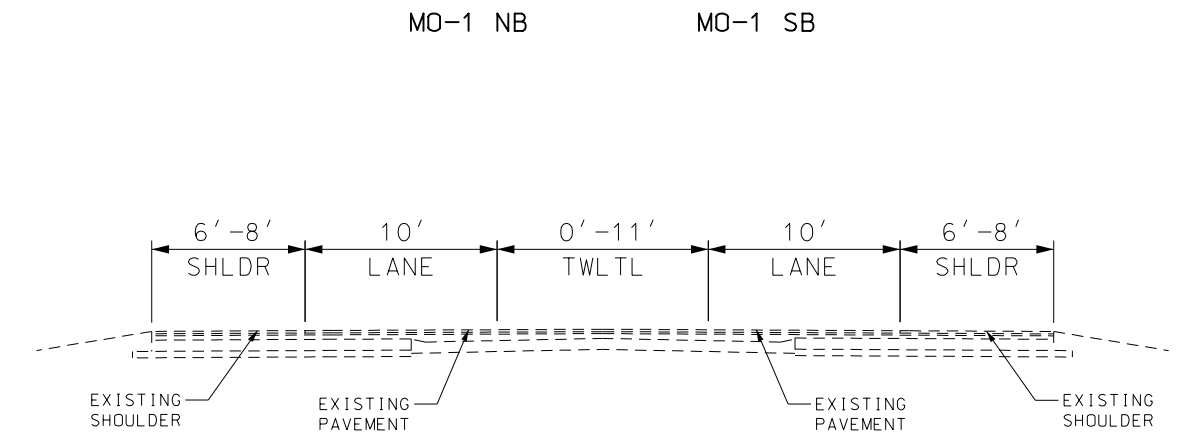 MO-1 NB
MO-1 SB
6'-8'
10'
0'-11'
10'
6'-8'
SHLDR
LANE
TWLTL
LANE
SHLDR
EXISTING
SHOULDER
EXISTING
PAVEMENT
EXISTING
PAVEMENT
EXISTING
SHOULDER